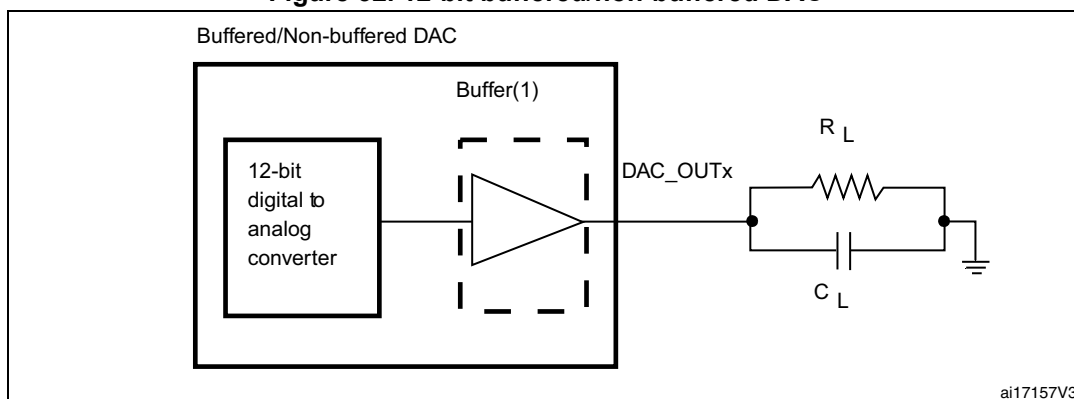 Buffered/Non-buffered DAC
Buffer(1)
12-bit
digital to
analog
converter
DAC_OUTx
R L
C L
ai17157V3